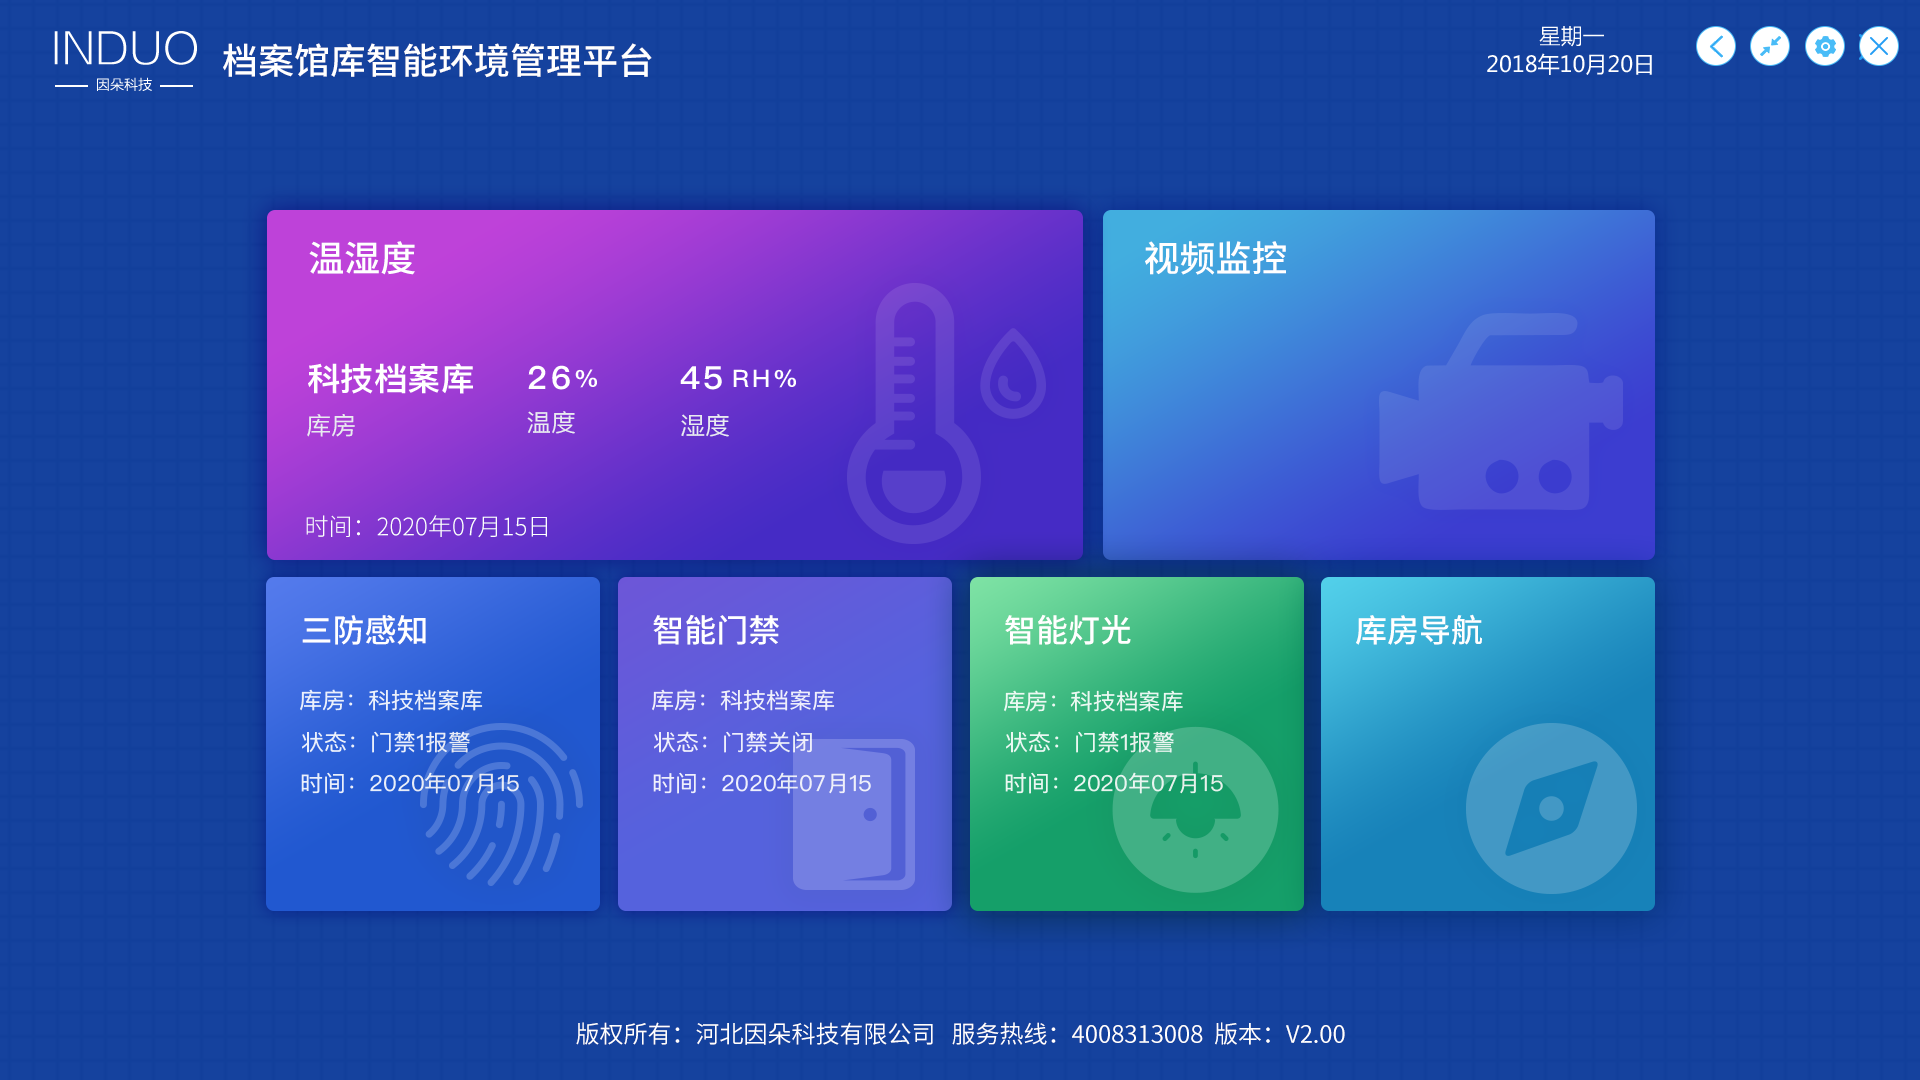 INDUO
因朵科技
档案馆库智能环境管理平台
星期一
2018年10月20日
温湿度
科技档案库
库房
26%
温度
45 RH%
湿度
时间：2020年07月15日
视频监控
三防感知
库房：科技档案库
状态：门禁1报警
时间：2020年07月15
智能门禁
库房：科技档案库
状态：门禁关闭
时间：2020年07月15
智能灯光
库房：科技档案库
状态：门禁1报警
时间：2020年07月15
库房导航
版权所有：河北因朵科技有限公司 服务热线：4008313008 版本：V2.00